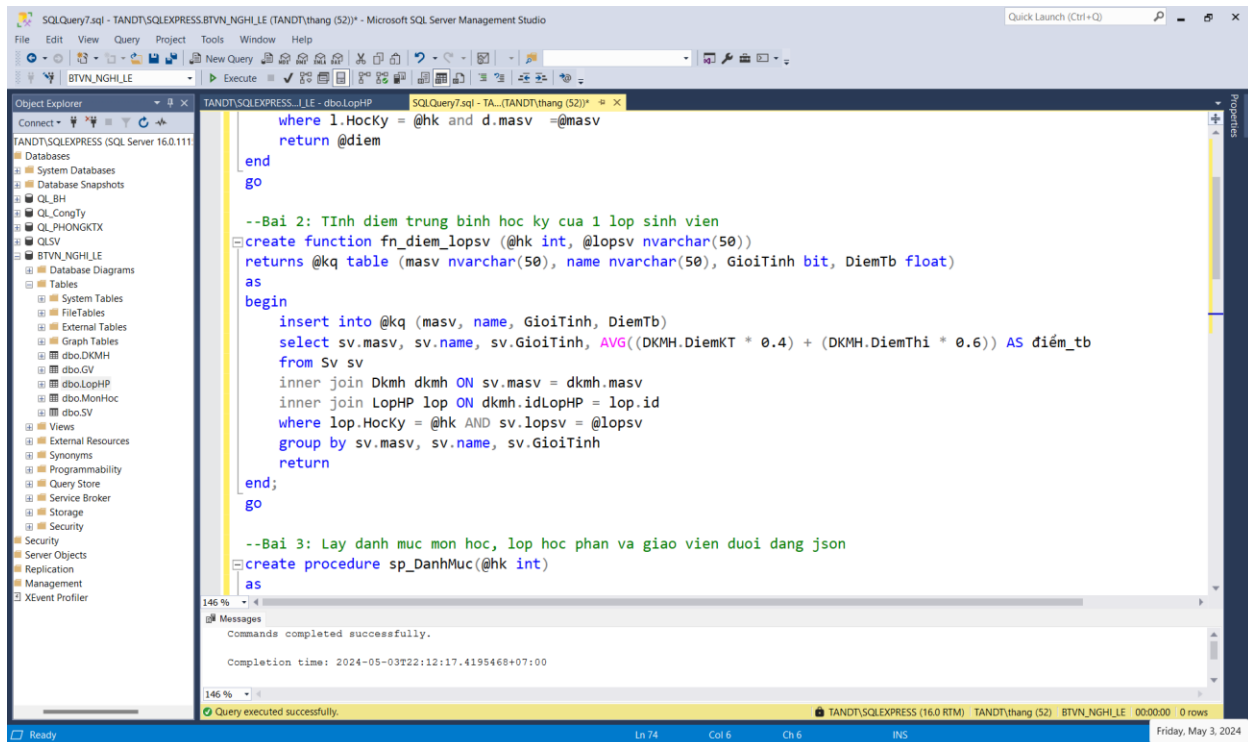 SQLQuery7.sql - TANDT\SQLEXPRESS.BTVN_NGHI_LE (TANDT\thang (52))* - Microsoft SQL Server Management Studio
Quick Launch (Ctrl+Q)
File Edit View Query Project Tools Window Help
New Query
BTVN_NGHI_LE
Execute
Object Explorer
TANDT\SQLEXPRESS...I_LE - dbo.LopHP
SQLQuery7.sql - TA...(TANDT\thang (52))*
Properties
Connect
TANDT\SQLEXPRESS (SQL Server 16.0.111
Databases
System Databases
Database Snapshots
QL_BH
QL_CongTy
QL_PHONGKTX
QLSV
BTVN_NGHI_LE
Database Diagrams
Tables
System Tables
FileTables
External Tables
Graph Tables
dbo.DKMH
dbo.GV
dbo.LopHP
dbo.MonHoc
dbo.SV
Views
External Resources
Synonyms
Programmability
Query Store
Service Broker
Storage
Security
Security
Server Objects
Replication
Management
XEvent Profiler
where l.HocKy = @hk and d.masv =@masv
return @diem
end
go
--Bai 2: TInh diem trung binh hoc ky cua 1 lop sinh vien
create function fn_diem_lopsv (@hk int, @lopsv nvarchar(50))
returns @kq table (masv nvarchar(50), name nvarchar(50), GioiTinh bit, DiemTb float)
as
begin
insert into @kq (masv, name, GioiTinh, DiemTb)
select sv.masv, sv.name, sv.GioiTinh, AVG((DKMH.DiemKT * 0.4) + (DKMH.DiemThi * 0.6)) AS điểm_tb
from Sv sv
inner join Dkmh dkmh ON sv.masv = dkmh.masv
inner join LopHP lop ON dkmh.idLopHP = lop.id
where lop.HocKy = @hk AND sv.lopsv = @lopsv
group by sv.masv, sv.name, sv.GioiTinh
return
end;
go
--Bai 3: Lay danh muc mon hoc, lop hoc phan va giao vien duoi dang json
create procedure sp_DanhMuc(@hk int)
as
146 %
Messages
Commands completed successfully.
Completion time: 2024-05-03T22:12:17.4195468+07:00
146 %
Query executed successfully.
TANDT\SQLEXPRESS (16.0 RTM) TANDT\thang (52) BTVN_NGHI_LE 00:00:00 0 rows
Ready Ln 74 Col 6 Ch 6 INS
Friday, May 3, 2024